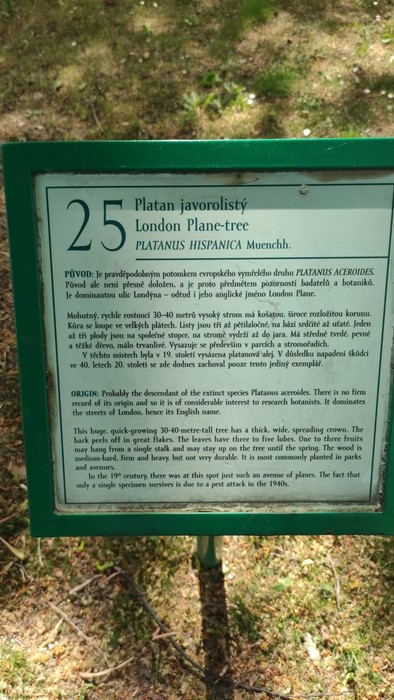 25
Platan javorolistý
London Plane-tree
PLATANUS HISPANICA Muenchh.
PŮVOD: Je pravděpodobným potomkem evropského vymřelého druhu PLATANUS ACEROIDES.
Původ ale není přesně doložen, a je proto předmětem pozornosti badatelů a botaniků.
Je dominantou ulic Londýna – odtud i jeho anglické jméno London Plane.
Mohutný, rychle rostoucí 30-40 metrů vysoký strom má košatou, široce rozložitou korunu.
Kůra se loupe ve velkých plátech. Listy jsou tří až pětilaločné, na bázi srdčité až uťaté. Jeden
až tři plody jsou na společné stopce, na stromě vydrží až do jara. Má středně tvrdé, pevné
a těžké dřevo, málo trvanlivé. Vysazuje se především v parcích a stromořadích.
V těchto místech byla v 19. století vysázena platanová alej. V důsledku napadení škůdci
ve 40. letech 20. století se zde dodnes zachoval pouze tento jediný exemplář.
ORIGIN: Probably the descendant of the extinct species Platanus aceroides. There is no firm
record of its origin and so it is of considerable interest to research botanists. It dominates
the streets of London, hence its English name.
This huge, quick-growing 30-40-metre-tall tree has a thick, wide, spreading crown. The
bark peels off in great flakes. The leaves have three to five lobes. One to three fruits
may hang from a single stalk and may stay up on the tree until the spring. The wood is
medium-hard, firm and heavy, but not very durable. It is most commonly planted in parks
and avenues.
In the 19th century, there was at this spot just such an avenue of planes. The fact that
only a single specimen survives is due to a pest attack in the 1940s.